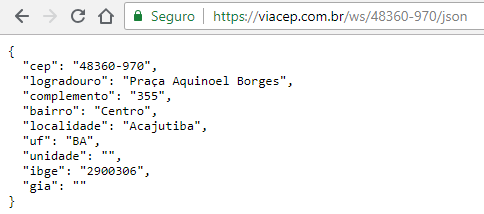 Seguro https://viacep.com.br/ws/48360-970/json
{
"cep": "48360-970",
"logradouro": "Praça Aquinoel Borges",
"complemento": "355",
"bairro": "Centro",
"localidade": "Acajutiba",
"uf": "BA",
"unidade": "",
"ibge": "2900306",
"gia": ""
}